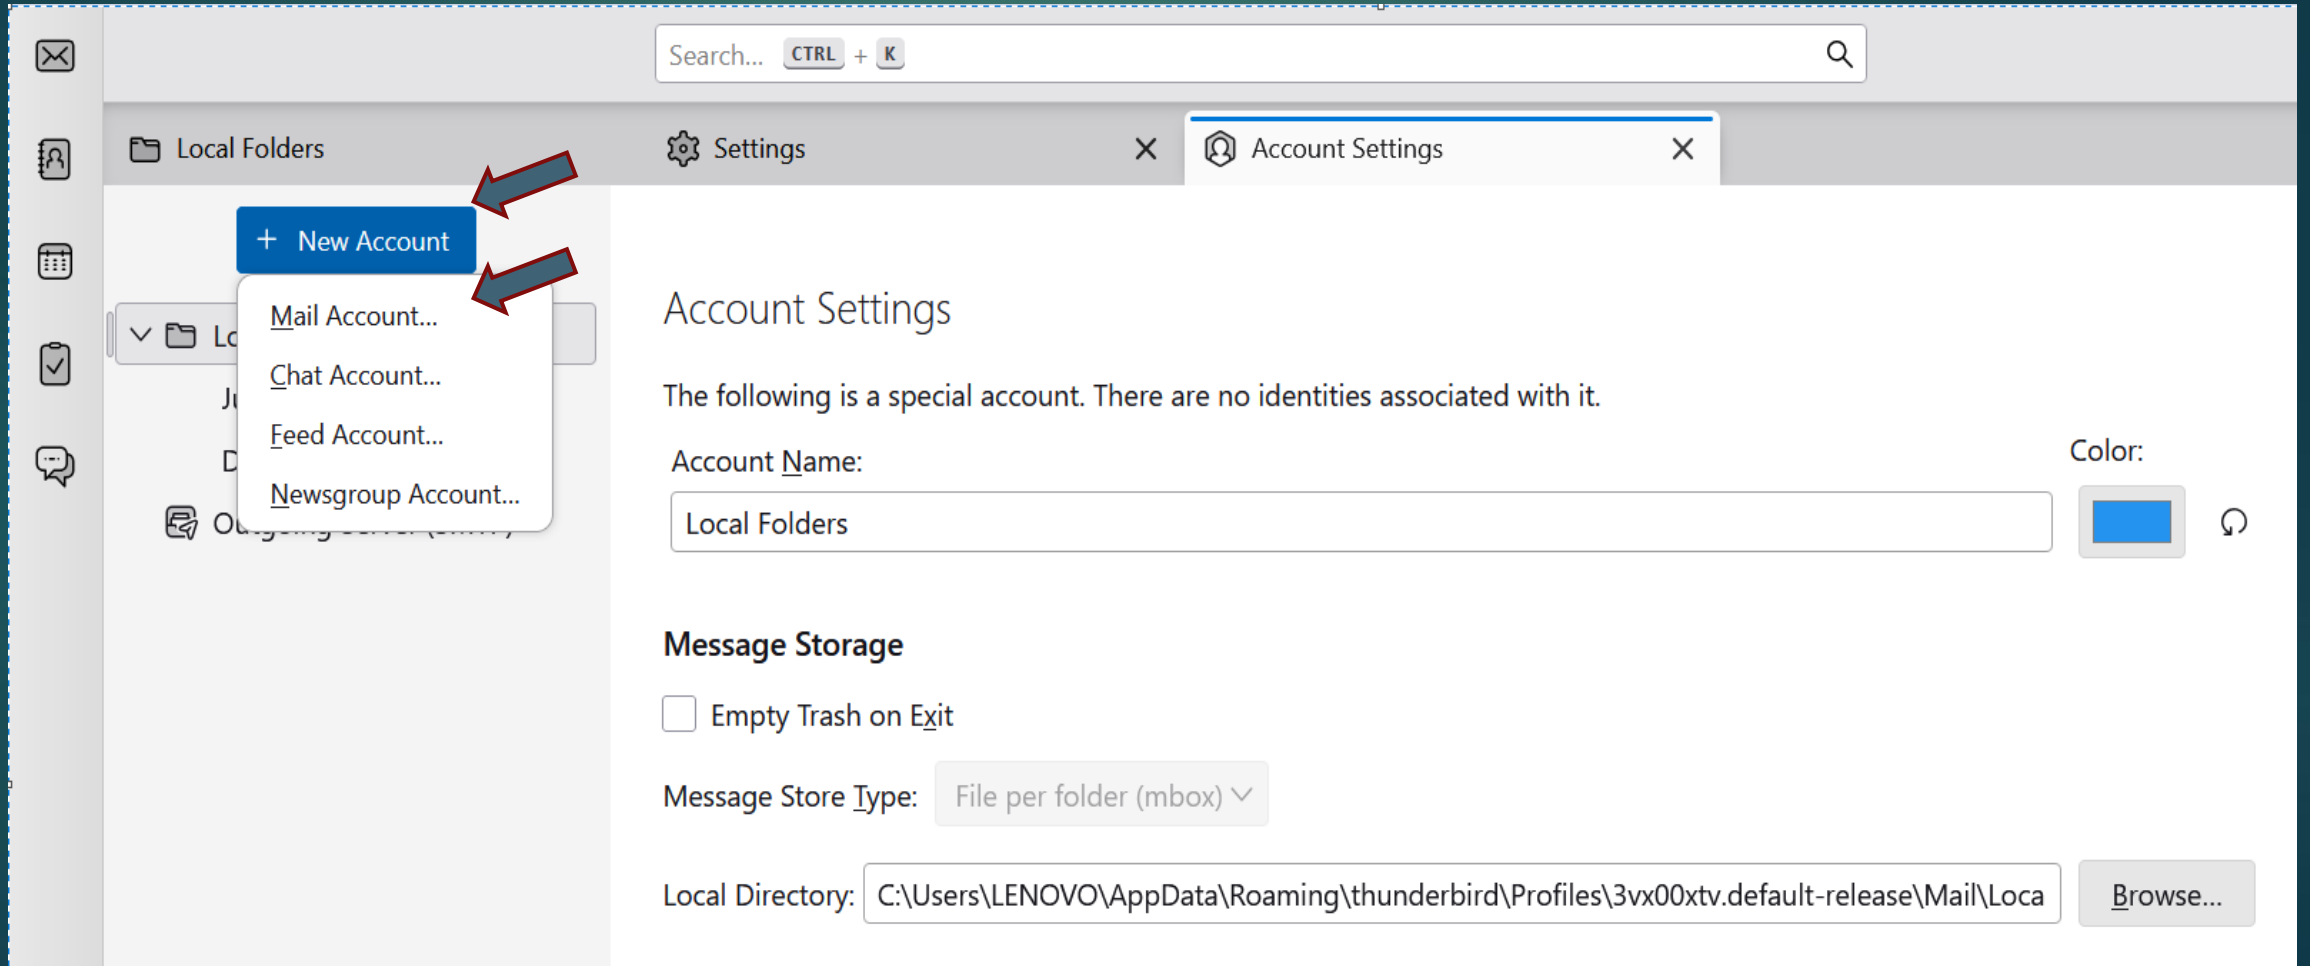 Search... CTRL + K
Local Folders
Settings
Account Settings
+ New Account
Mail Account...
Chat Account...
Feed Account...
Newsgroup Account...
Account Settings
The following is a special account. There are no identities associated with it.
Account Name:
Color:
Local Folders
Message Storage
Empty Trash on Exit
Message Store Type: File per folder (mbox)
Local Directory: C:\Users\LENOVO\AppData\Roaming\thunderbird\Profiles\3vx00xtv.default-release\Mail\Loca
Browse...